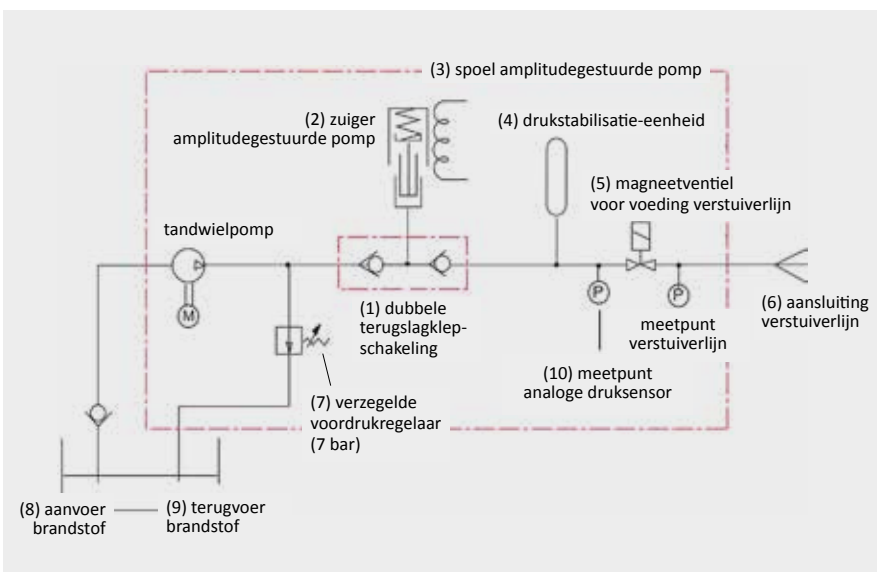 (3) spoel amplitudegestuurde pomp
(2) zuiger
amplitudegestuurde pomp
(4) drukstabilisatie-eenheid
(5) magneetventiel
voor voeding verstuiverlijn
tandwielpomp
M
(1) dubbele
terugslagklep-
schakeling
P
P
meetpunt
verstuiverlijn
(6) aansluiting
verstuiverlijn
(10) meetpunt
analoge druksensor
(7) verzegelde
voordrukregelaar
(7 bar)
(8) aanvoer
brandstof
(9) terugvoer
brandstof